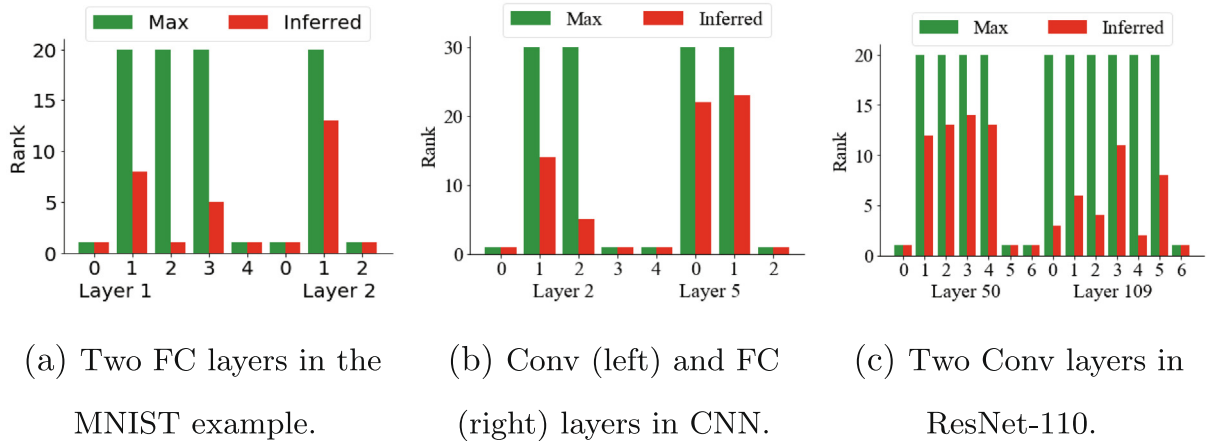 Max Inferred
20
15
10
5
0
Rank
0 1 2 3 4 0 1 2
Layer 1 Layer 2
Max Inferred
30
20
10
0
Rank
0 1 2 3 4 0 1 2
Layer 2 Layer 5
Max Inferred
20
15
10
5
0
Rank
0 1 2 3 4 5 6 0 1 2 3 4 5 6
Layer 50 Layer 109
(a) Two FC layers in the
MNIST example.
(b) Conv (left) and FC
(right) layers in CNN.
(c) Two Conv layers in
ResNet-110.